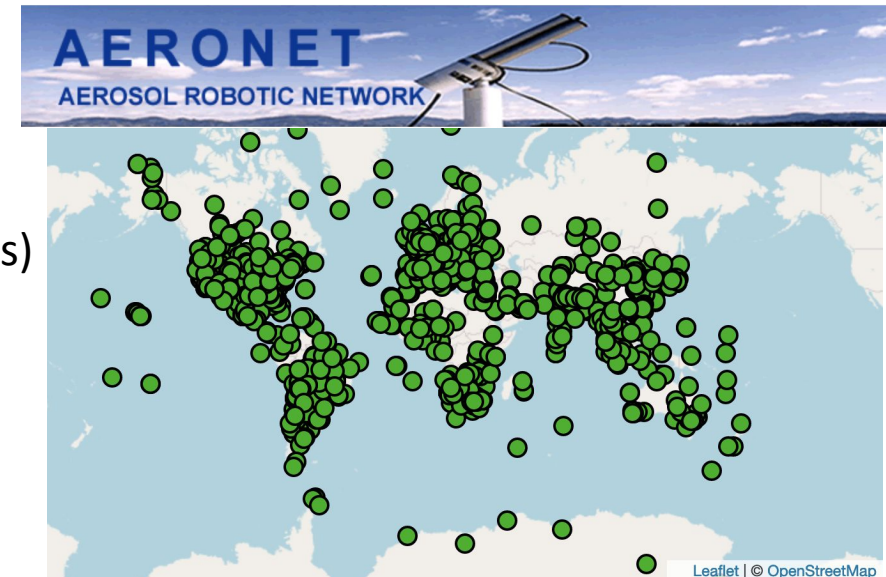 AERONET
AEROSOL ROBOTIC NETWORK
s)
Leaflet | © OpenStreetMap